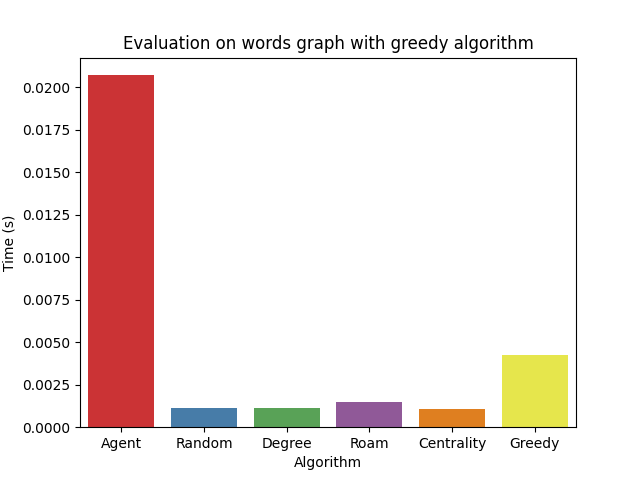 Evaluation on words graph with greedy algorithm
Time (s)
0.0200
0.0175
0.0150
0.0125
0.0100
0.0075
0.0050
0.0025
0.0000
Agent Random Degree Roam Centrality Greedy
Algorithm